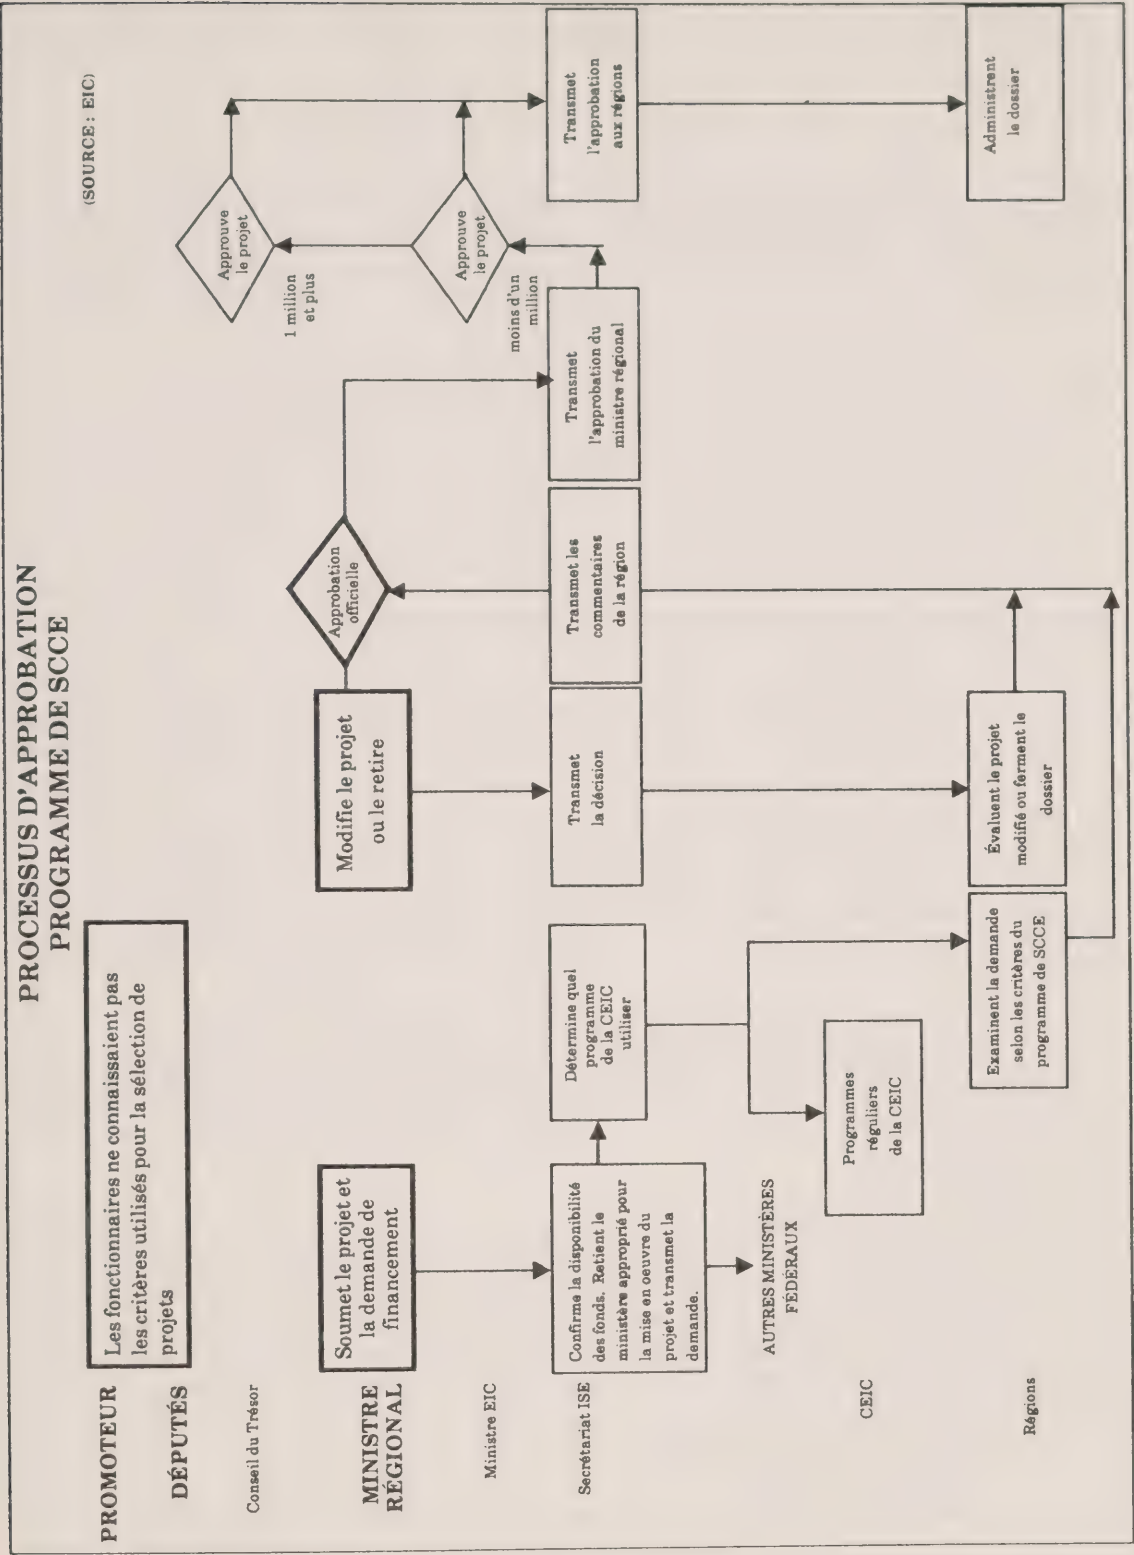 PROCESSUS D'APPROBATION
PROGRAMME DE SCCE
(SOURCE : EIC)
PROMOTEUR
DÉPUTÉS
Les fonctionnaires ne connaissaient pas
les critères utilisés pour la sélection de
projets
Conseil du Trésor
Approuve
le projet
1 million
et plus
MINISTRE
RÉGIONAL
Soumet le projet et
la demande de
financement
Modifie le projet
ou le retire
Approbation
officielle
Ministre EIC
moins d'un
million
Approuve
le projet
Secrétariat ISE
Confirme la disponibilité
des fonds. Retient le
ministère approprié pour
la mise en oeuvre du
projet et transmet la
demande.
Détermine quel
programme
de la CEIC
utiliser
Transmet
la décision
Transmet les
commentaires
de la région
Transmet
l'approbation du
ministre régional
Transmet
l'approbation
aux régions
AUTRES MINISTÈRES
FÉDÉRAUX
CEIC
Programmes
réguliers
de la CEIC
Régions
Examinent la demande
selon les critères du
programme de SCCE
Évaluent le projet
modifié ou ferment le
dossier
Administrent
le dossier